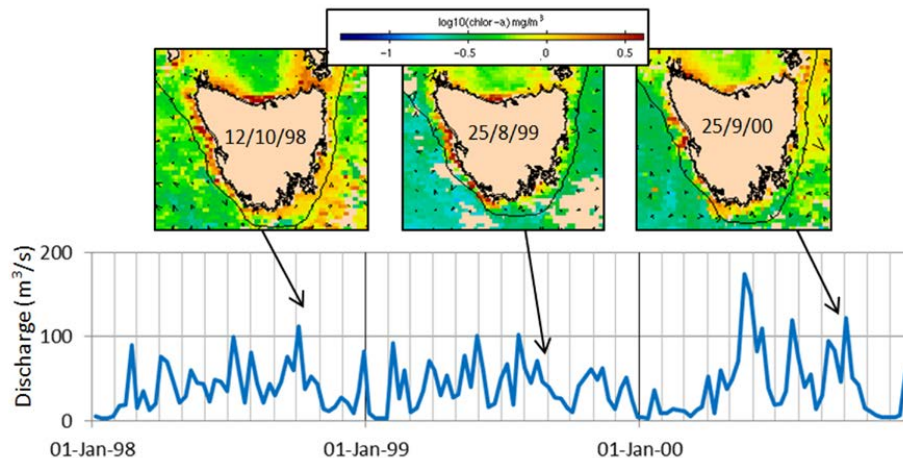 log10(chlor-a) mg/m³
-1 -0.5 0 0.5
12/10/98 25/8/99 25/9/00
Discharge (m³/s)
200
100
0
01-Jan-98 01-Jan-99 01-Jan-00